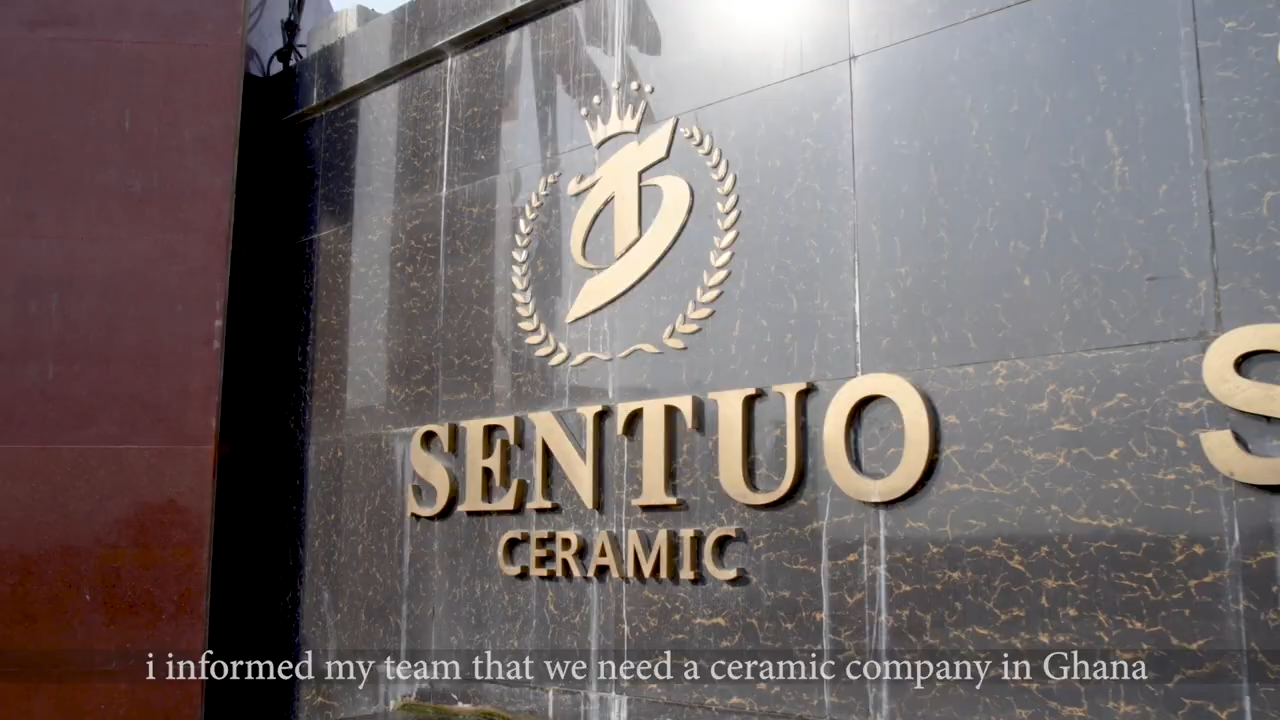 SENTUO
CERAMIC
S
i informed my team that we need a ceramic company in Ghana